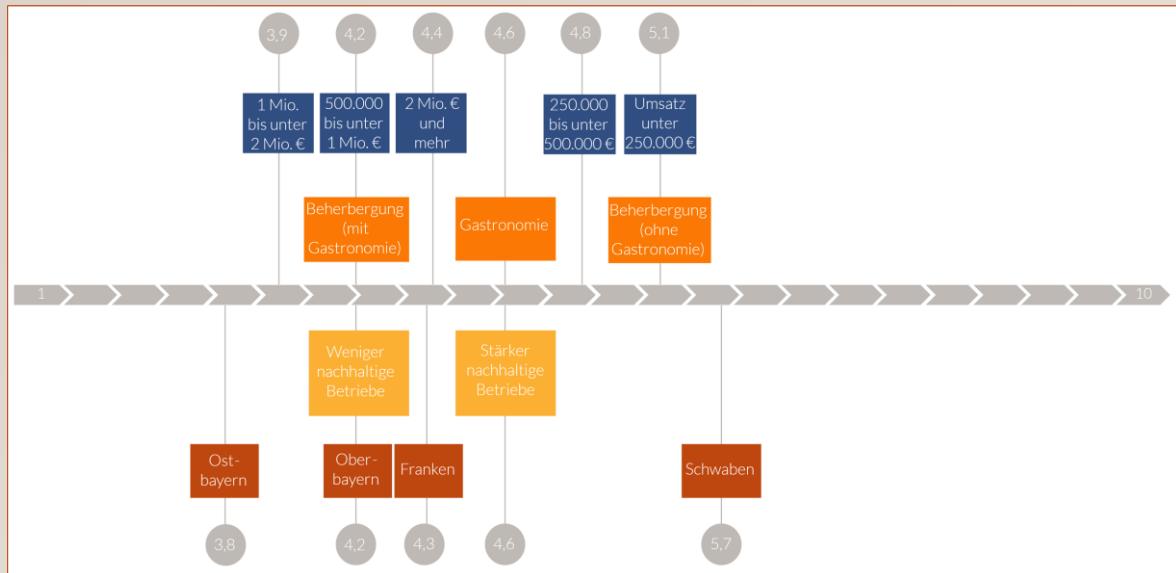 3,9
4,2
4,4
4,6
4,8
5,1
1 Mio.
bis unter
2 Mio. €
500.000
bis unter
1 Mio. €
2 Mio. €
und
mehr
250.000
bis unter
500.000 €
Umsatz
unter
250.000 €
Beherbergung
(mit
Gastronomie)
Gastronomie
Beherbergung
(ohne
Gastronomie)
1
10
Weniger
nachhaltige
Betriebe
Stärker
nachhaltige
Betriebe
Ost-
bayern
Ober-
bayern
Franken
Schwaben
3,8
4,2
4,3
4,6
5,7